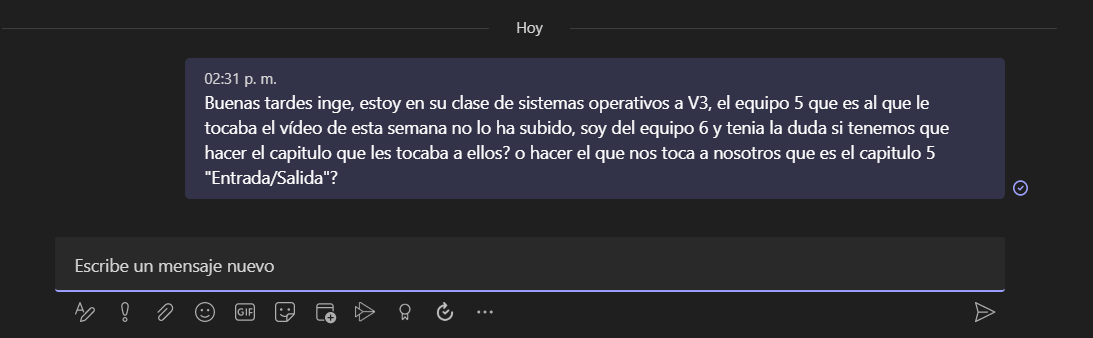 Hoy
02:31 p. m.
Buenas tardes inge, estoy en su clase de sistemas operativos a V3, el equipo 5 que es al que le
tocaba el vídeo de esta semana no lo ha subido, soy del equipo 6 y tenia la duda si tenemos que
hacer el capitulo que les tocaba a ellos? o hacer el que nos toca a nosotros que es el capitulo 5
"Entrada/Salida"?
Escribe un mensaje nuevo
GIF